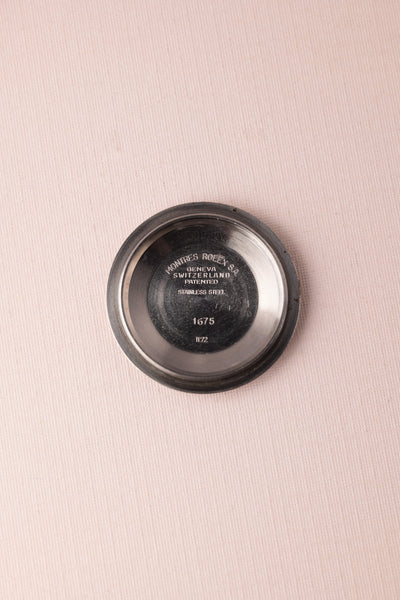 MONTRES ROLEX S.A.
GENEVA
SWITZERLAND
PATENTED
STAINLESS STEEL
1675
II.72